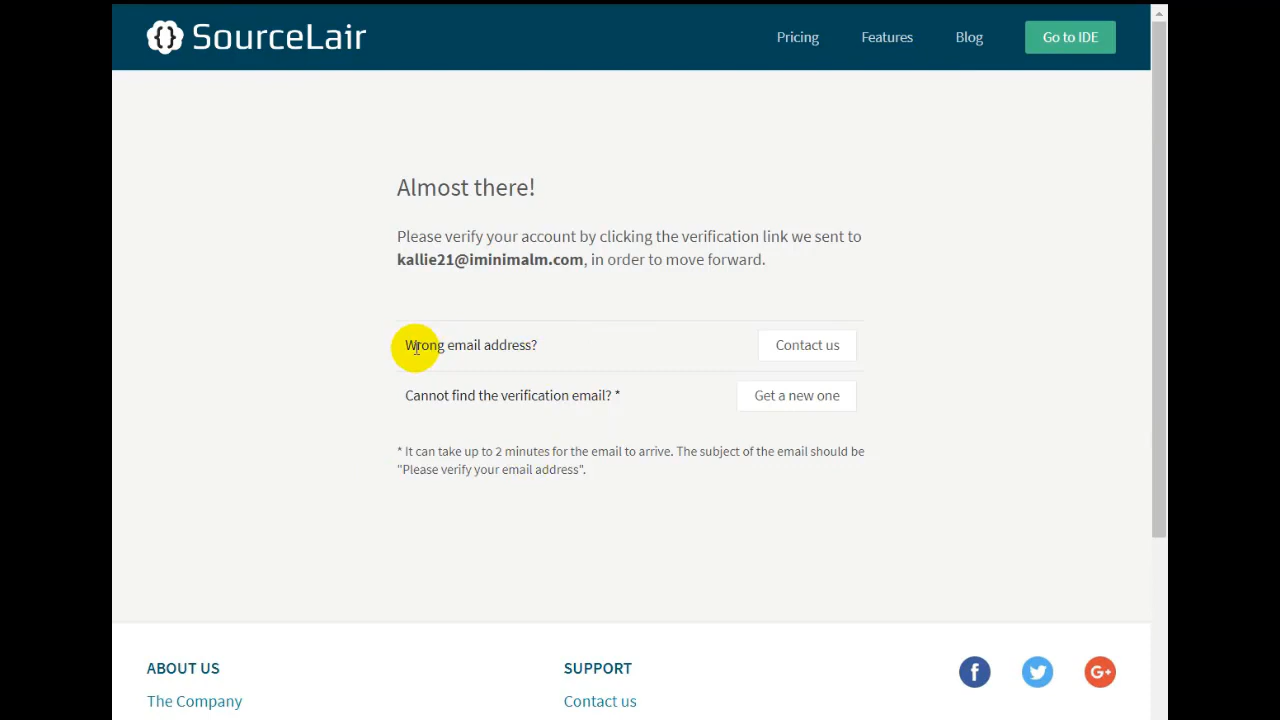 SourceLair
Pricing Features Blog Go to IDE
Almost there!
Please verify your account by clicking the verification link we sent to
kallie21@iminimalm.com, in order to move forward.
Wrong email address? Contact us
Cannot find the verification email? * Get a new one
* It can take up to 2 minutes for the email to arrive. The subject of the email should be
"Please verify your email address".
ABOUT US SUPPORT
The Company Contact us